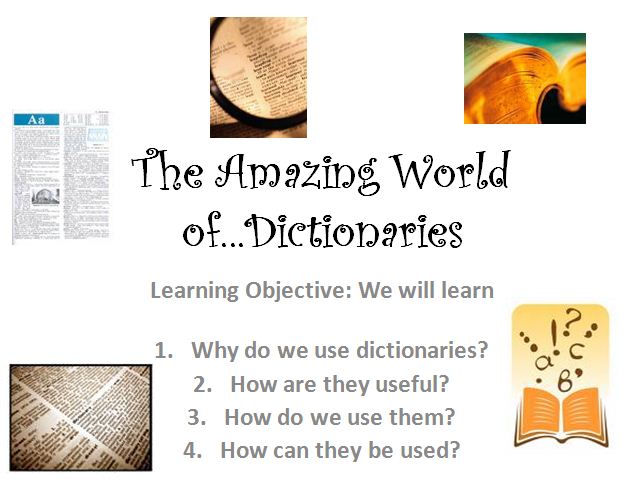 Aa
The Amazing World
of...Dictionaries
Learning Objective: We will learn
1. Why do we use dictionaries?
2. How are they useful?
3. How do we use them?
4. How can they be used?